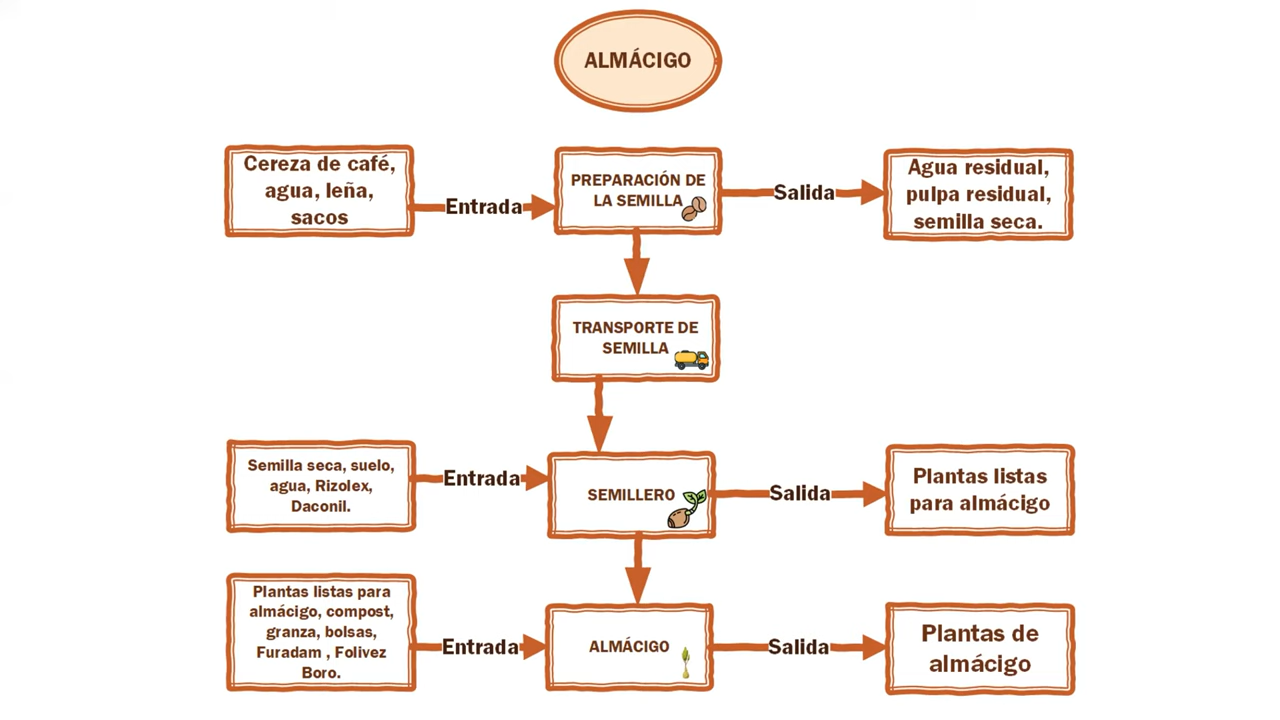 ALMÁCIGO
Cereza de café,
agua, leña,
sacos
Entrada
PREPARACIÓN DE
LA SEMILLA
Salida
Agua residual,
pulpa residual,
semilla seca.
TRANSPORTE DE
SEMILLA
Semilla seca, suelo,
agua, Rizolex,
Daconil.
Entrada
SEMILLERO
Salida
Plantas listas
para almácigo
Plantas listas para
almácigo, compost,
granza, bolsas,
Furadam , Folivez
Boro.
Entrada
ALMÁCIGO
Salida
Plantas de
almácigo